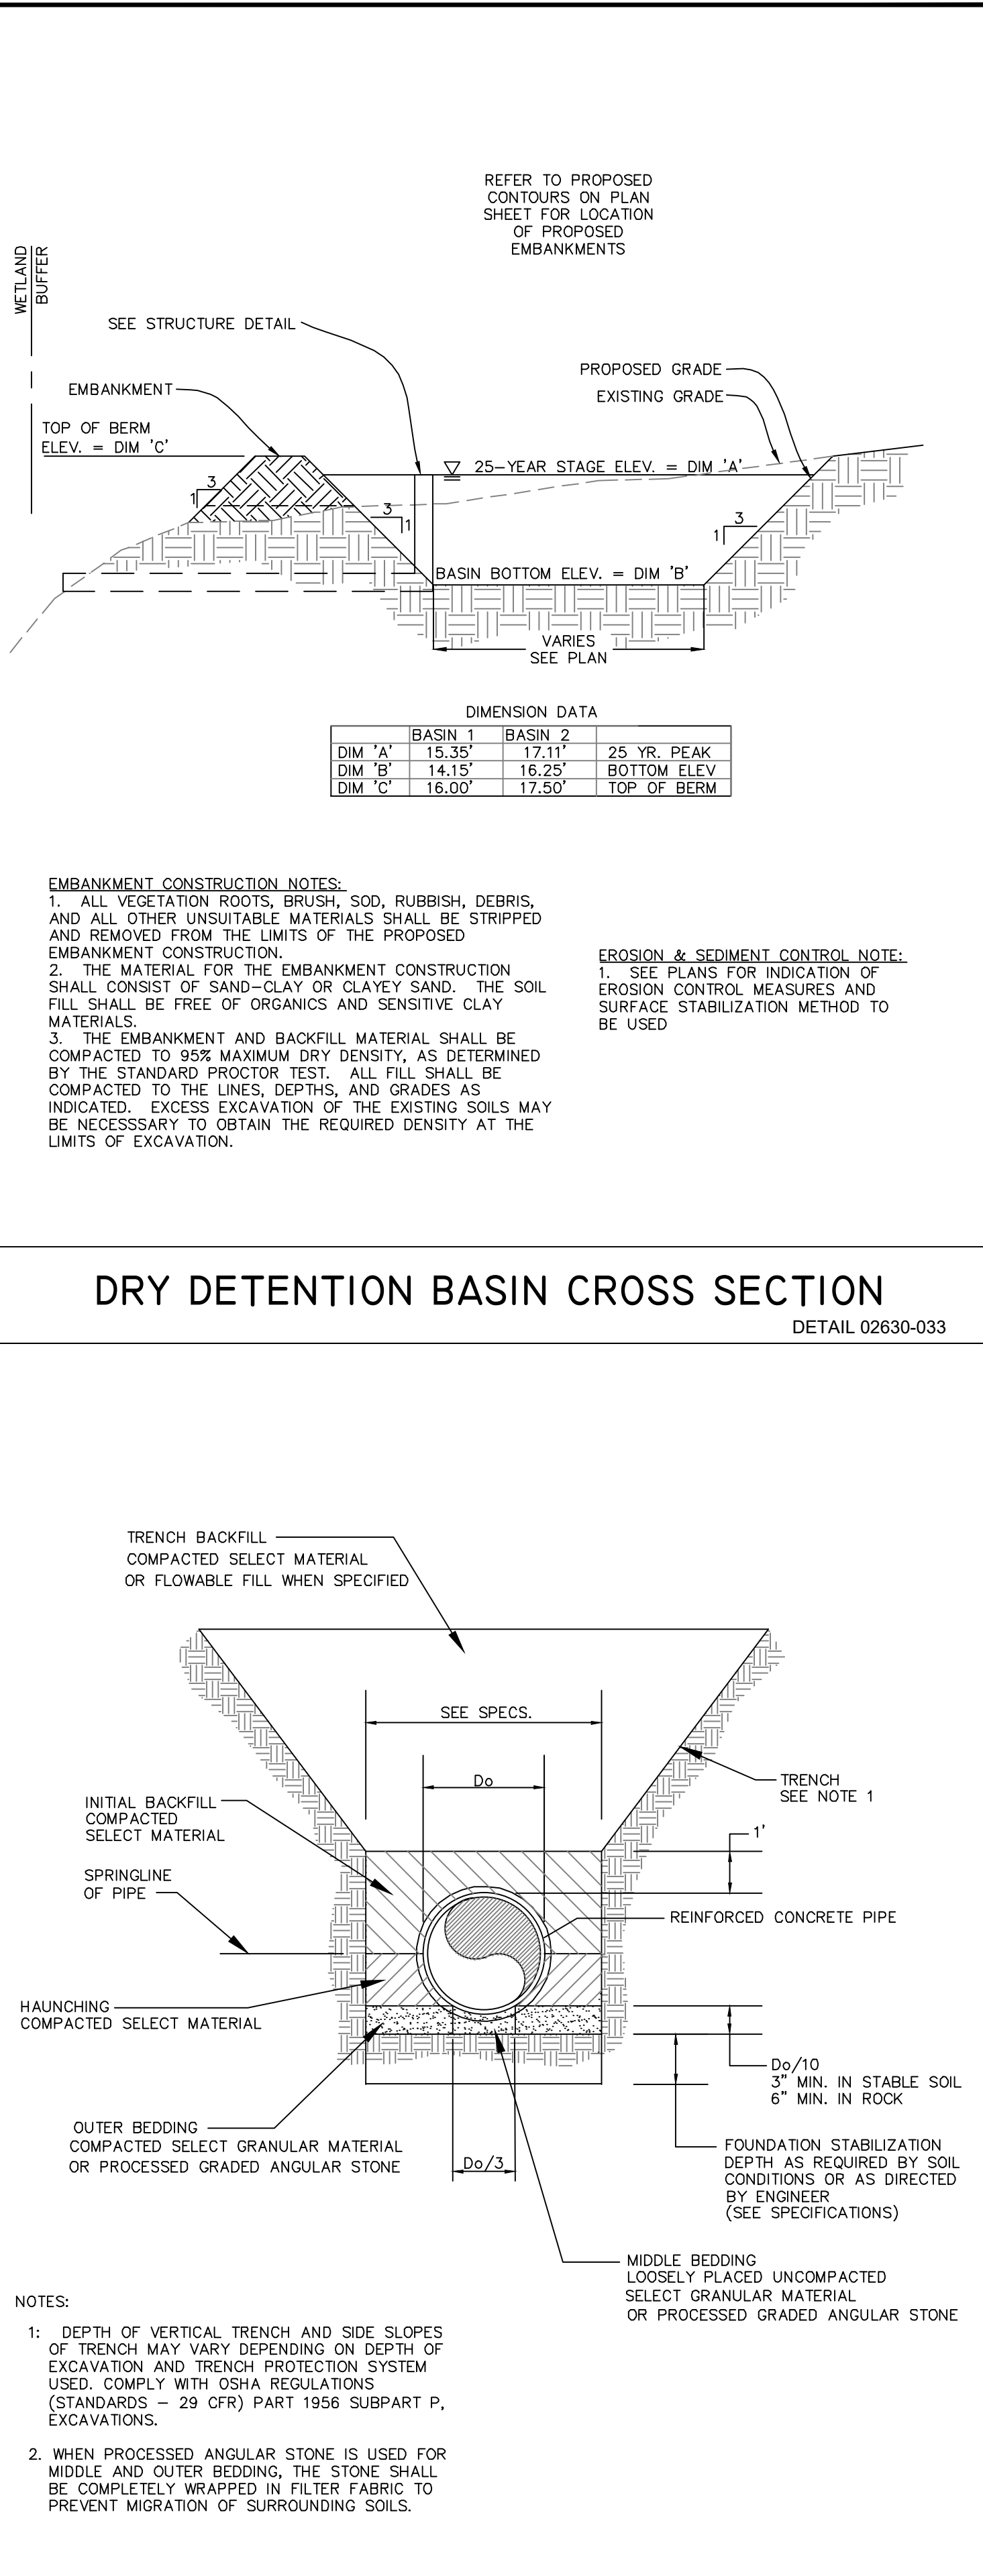 REFER TO PROPOSED
CONTOURS ON PLAN
SHEET FOR LOCATION
OF PROPOSED
EMBANKMENTS
WETLAND
BUFFER
SEE STRUCTURE DETAIL
PROPOSED GRADE
EXISTING GRADE
EMBANKMENT
TOP OF BERM
ELEV. = DIM 'C'
25-YEAR STAGE ELEV. = DIM 'A'
3
1
3
1
3
1
BASIN BOTTOM ELEV. = DIM 'B'
VARIES
SEE PLAN
DIMENSION DATA
BASIN 1 BASIN 2
DIM 'A' 15.35' 17.11' 25 YR. PEAK
DIM 'B' 14.15' 16.25' BOTTOM ELEV
DIM 'C' 16.00' 17.50' TOP OF BERM
EMBANKMENT CONSTRUCTION NOTES:
1. ALL VEGETATION ROOTS, BRUSH, SOD, RUBBISH, DEBRIS,
AND ALL OTHER UNSUITABLE MATERIALS SHALL BE STRIPPED
AND REMOVED FROM THE LIMITS OF THE PROPOSED
EMBANKMENT CONSTRUCTION.
2. THE MATERIAL FOR THE EMBANKMENT CONSTRUCTION
SHALL CONSIST OF SAND-CLAY OR CLAYEY SAND. THE SOIL
FILL SHALL BE FREE OF ORGANICS AND SENSITIVE CLAY
MATERIALS.
3. THE EMBANKMENT AND BACKFILL MATERIAL SHALL BE
COMPACTED TO 95% MAXIMUM DRY DENSITY, AS DETERMINED
BY THE STANDARD PROCTOR TEST. ALL FILL SHALL BE
COMPACTED TO THE LINES, DEPTHS, AND GRADES AS
INDICATED. EXCESS EXCAVATION OF THE EXISTING SOILS MAY
BE NECESSSARY TO OBTAIN THE REQUIRED DENSITY AT THE
LIMITS OF EXCAVATION.
EROSION & SEDIMENT CONTROL NOTE:
1. SEE PLANS FOR INDICATION OF
EROSION CONTROL MEASURES AND
SURFACE STABILIZATION METHOD TO
BE USED
DRY DETENTION BASIN CROSS SECTION
DETAIL 02630-033
TRENCH BACKFILL
COMPACTED SELECT MATERIAL
OR FLOWABLE FILL WHEN SPECIFIED
SEE SPECS.
Do
TRENCH
SEE NOTE 1
INITIAL BACKFILL
COMPACTED
SELECT MATERIAL
1'
SPRINGLINE
OF PIPE
REINFORCED CONCRETE PIPE
HAUNCHING
COMPACTED SELECT MATERIAL
Do/10
3" MIN. IN STABLE SOIL
6" MIN. IN ROCK
OUTER BEDDING
COMPACTED SELECT GRANULAR MATERIAL
OR PROCESSED GRADED ANGULAR STONE
Do/3
FOUNDATION STABILIZATION
DEPTH AS REQUIRED BY SOIL
CONDITIONS OR AS DIRECTED
BY ENGINEER
(SEE SPECIFICATIONS)
MIDDLE BEDDING
LOOSELY PLACED UNCOMPACTED
SELECT GRANULAR MATERIAL
OR PROCESSED GRADED ANGULAR STONE
NOTES:
1: DEPTH OF VERTICAL TRENCH AND SIDE SLOPES
OF TRENCH MAY VARY DEPENDING ON DEPTH OF
EXCAVATION AND TRENCH PROTECTION SYSTEM
USED. COMPLY WITH OSHA REGULATIONS
(STANDARDS - 29 CFR) PART 1956 SUBPART P,
EXCAVATIONS.
2. WHEN PROCESSED ANGULAR STONE IS USED FOR
MIDDLE AND OUTER BEDDING, THE STONE SHALL
BE COMPLETELY WRAPPED IN FILTER FABRIC TO
PREVENT MIGRATION OF SURROUNDING SOILS.